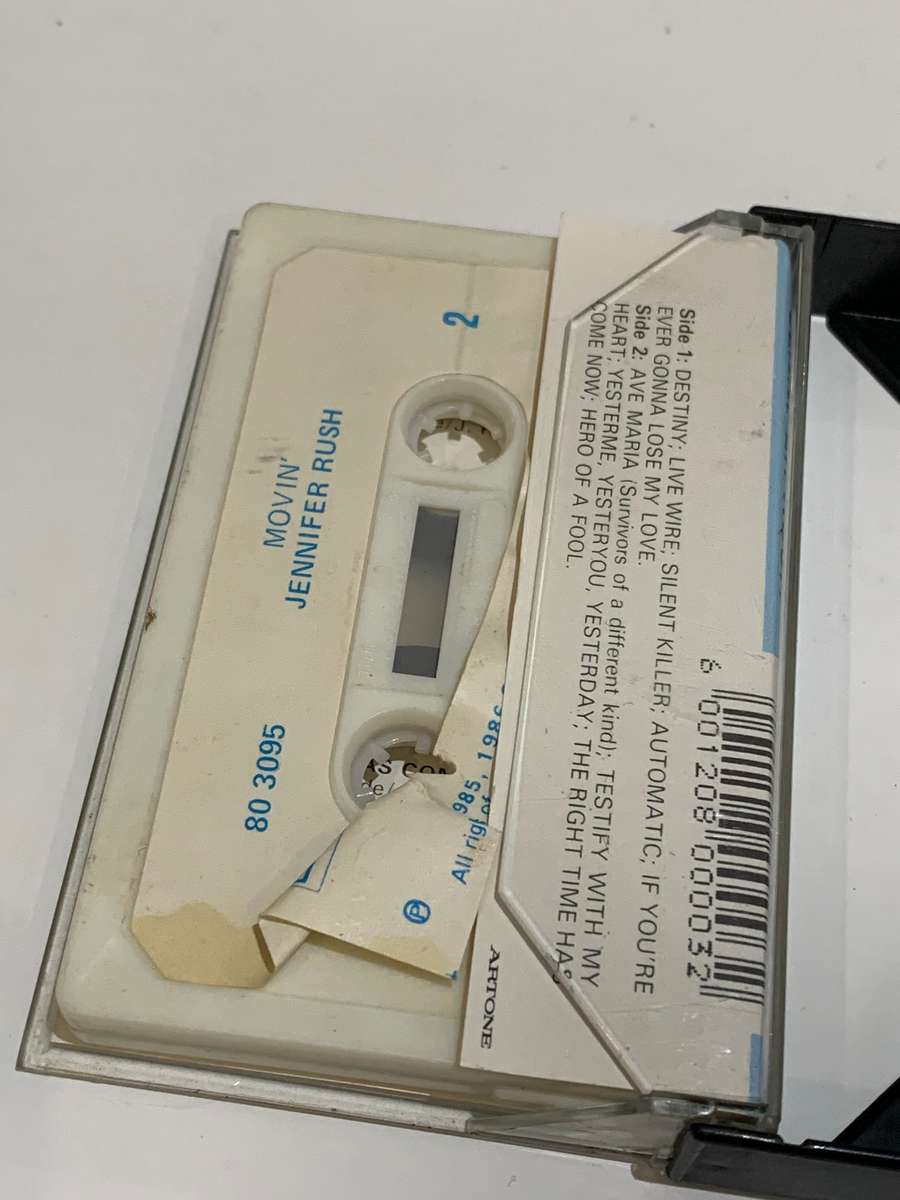 Side 1: DESTINY; LIVE WIRE; SILENT KILLER; AUTOMATIC; IF YOU'RE
EVER GONNA LOSE MY LOVE.
Side 2: AVE MARIA (Survivors of a different kind); TESTIFY WITH MY
HEART; YESTERME, YESTERYOU, YESTERDAY; THE RIGHT TIME HAS
COME NOW; HERO OF A FOOL.
6 001208 000032
ARTONE
2
MOVIN'
JENNIFER RUSH
80 3095
Ⓟ
All rig
985, 198